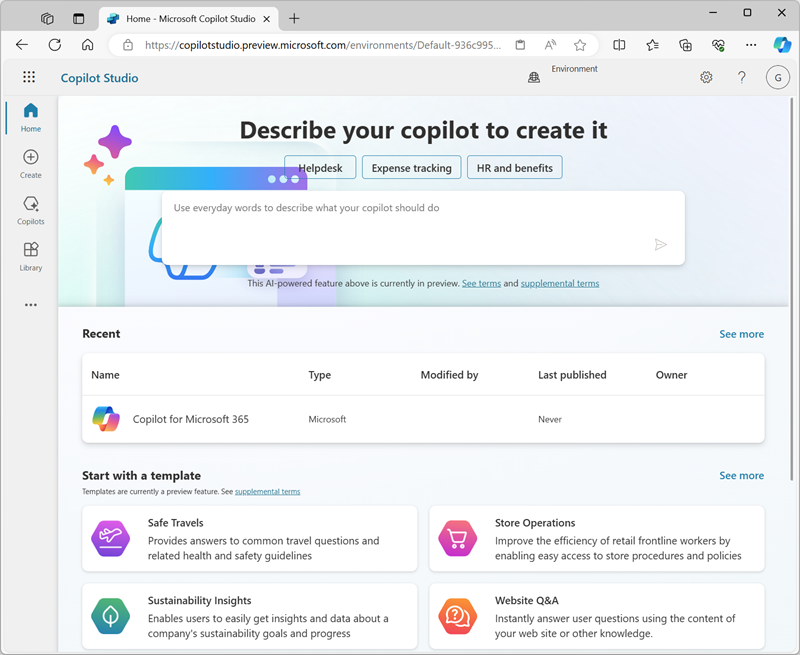 Home - Microsoft Copilot Studio
https://copilotstudio.preview.microsoft.com/environments/Default-936c995...
Copilot Studio
Environment
G
Home
Create
Copilots
Library
Describe your copilot to create it
Helpdesk
Expense tracking
HR and benefits
Use everyday words to describe what your copilot should do
This AI-powered feature above is currently in preview. See terms and supplemental terms
Recent
See more
Name Type Modified by Last published Owner
Copilot for Microsoft 365 Microsoft Never
Start with a template
See more
Templates are currently a preview feature. See supplemental terms
Safe Travels
Provides answers to common travel questions and
related health and safety guidelines
Store Operations
Improve the efficiency of retail frontline workers by
enabling easy access to store procedures and policies
Sustainability Insights
Enables users to easily get insights and data about a
company's sustainability goals and progress
Website Q&A
Instantly answer user questions using the content of
your web site or other knowledge.